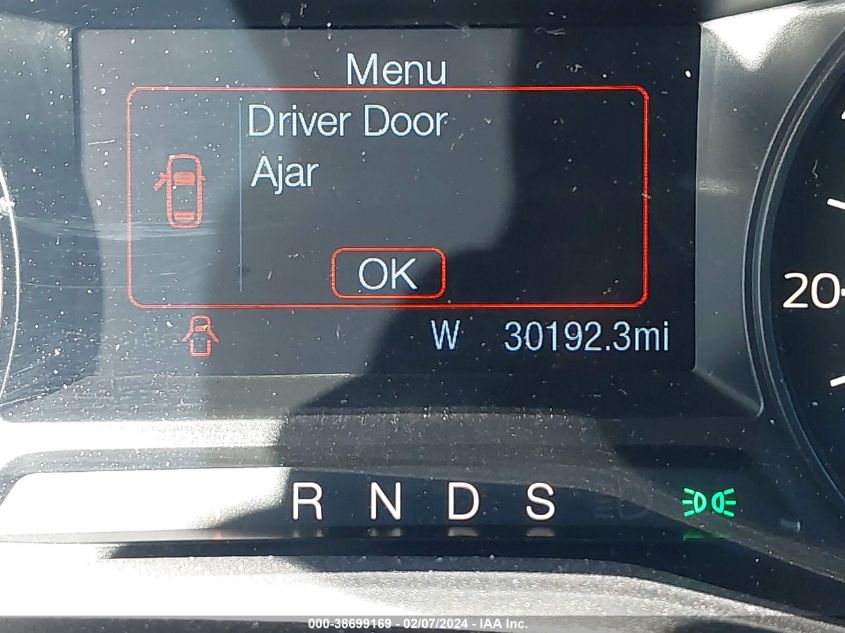 Menu
Driver Door
Ajar
OK
W 30192.3mi
20
R N D S
000-38699169 - 02/07/2024 - IAA Inc.